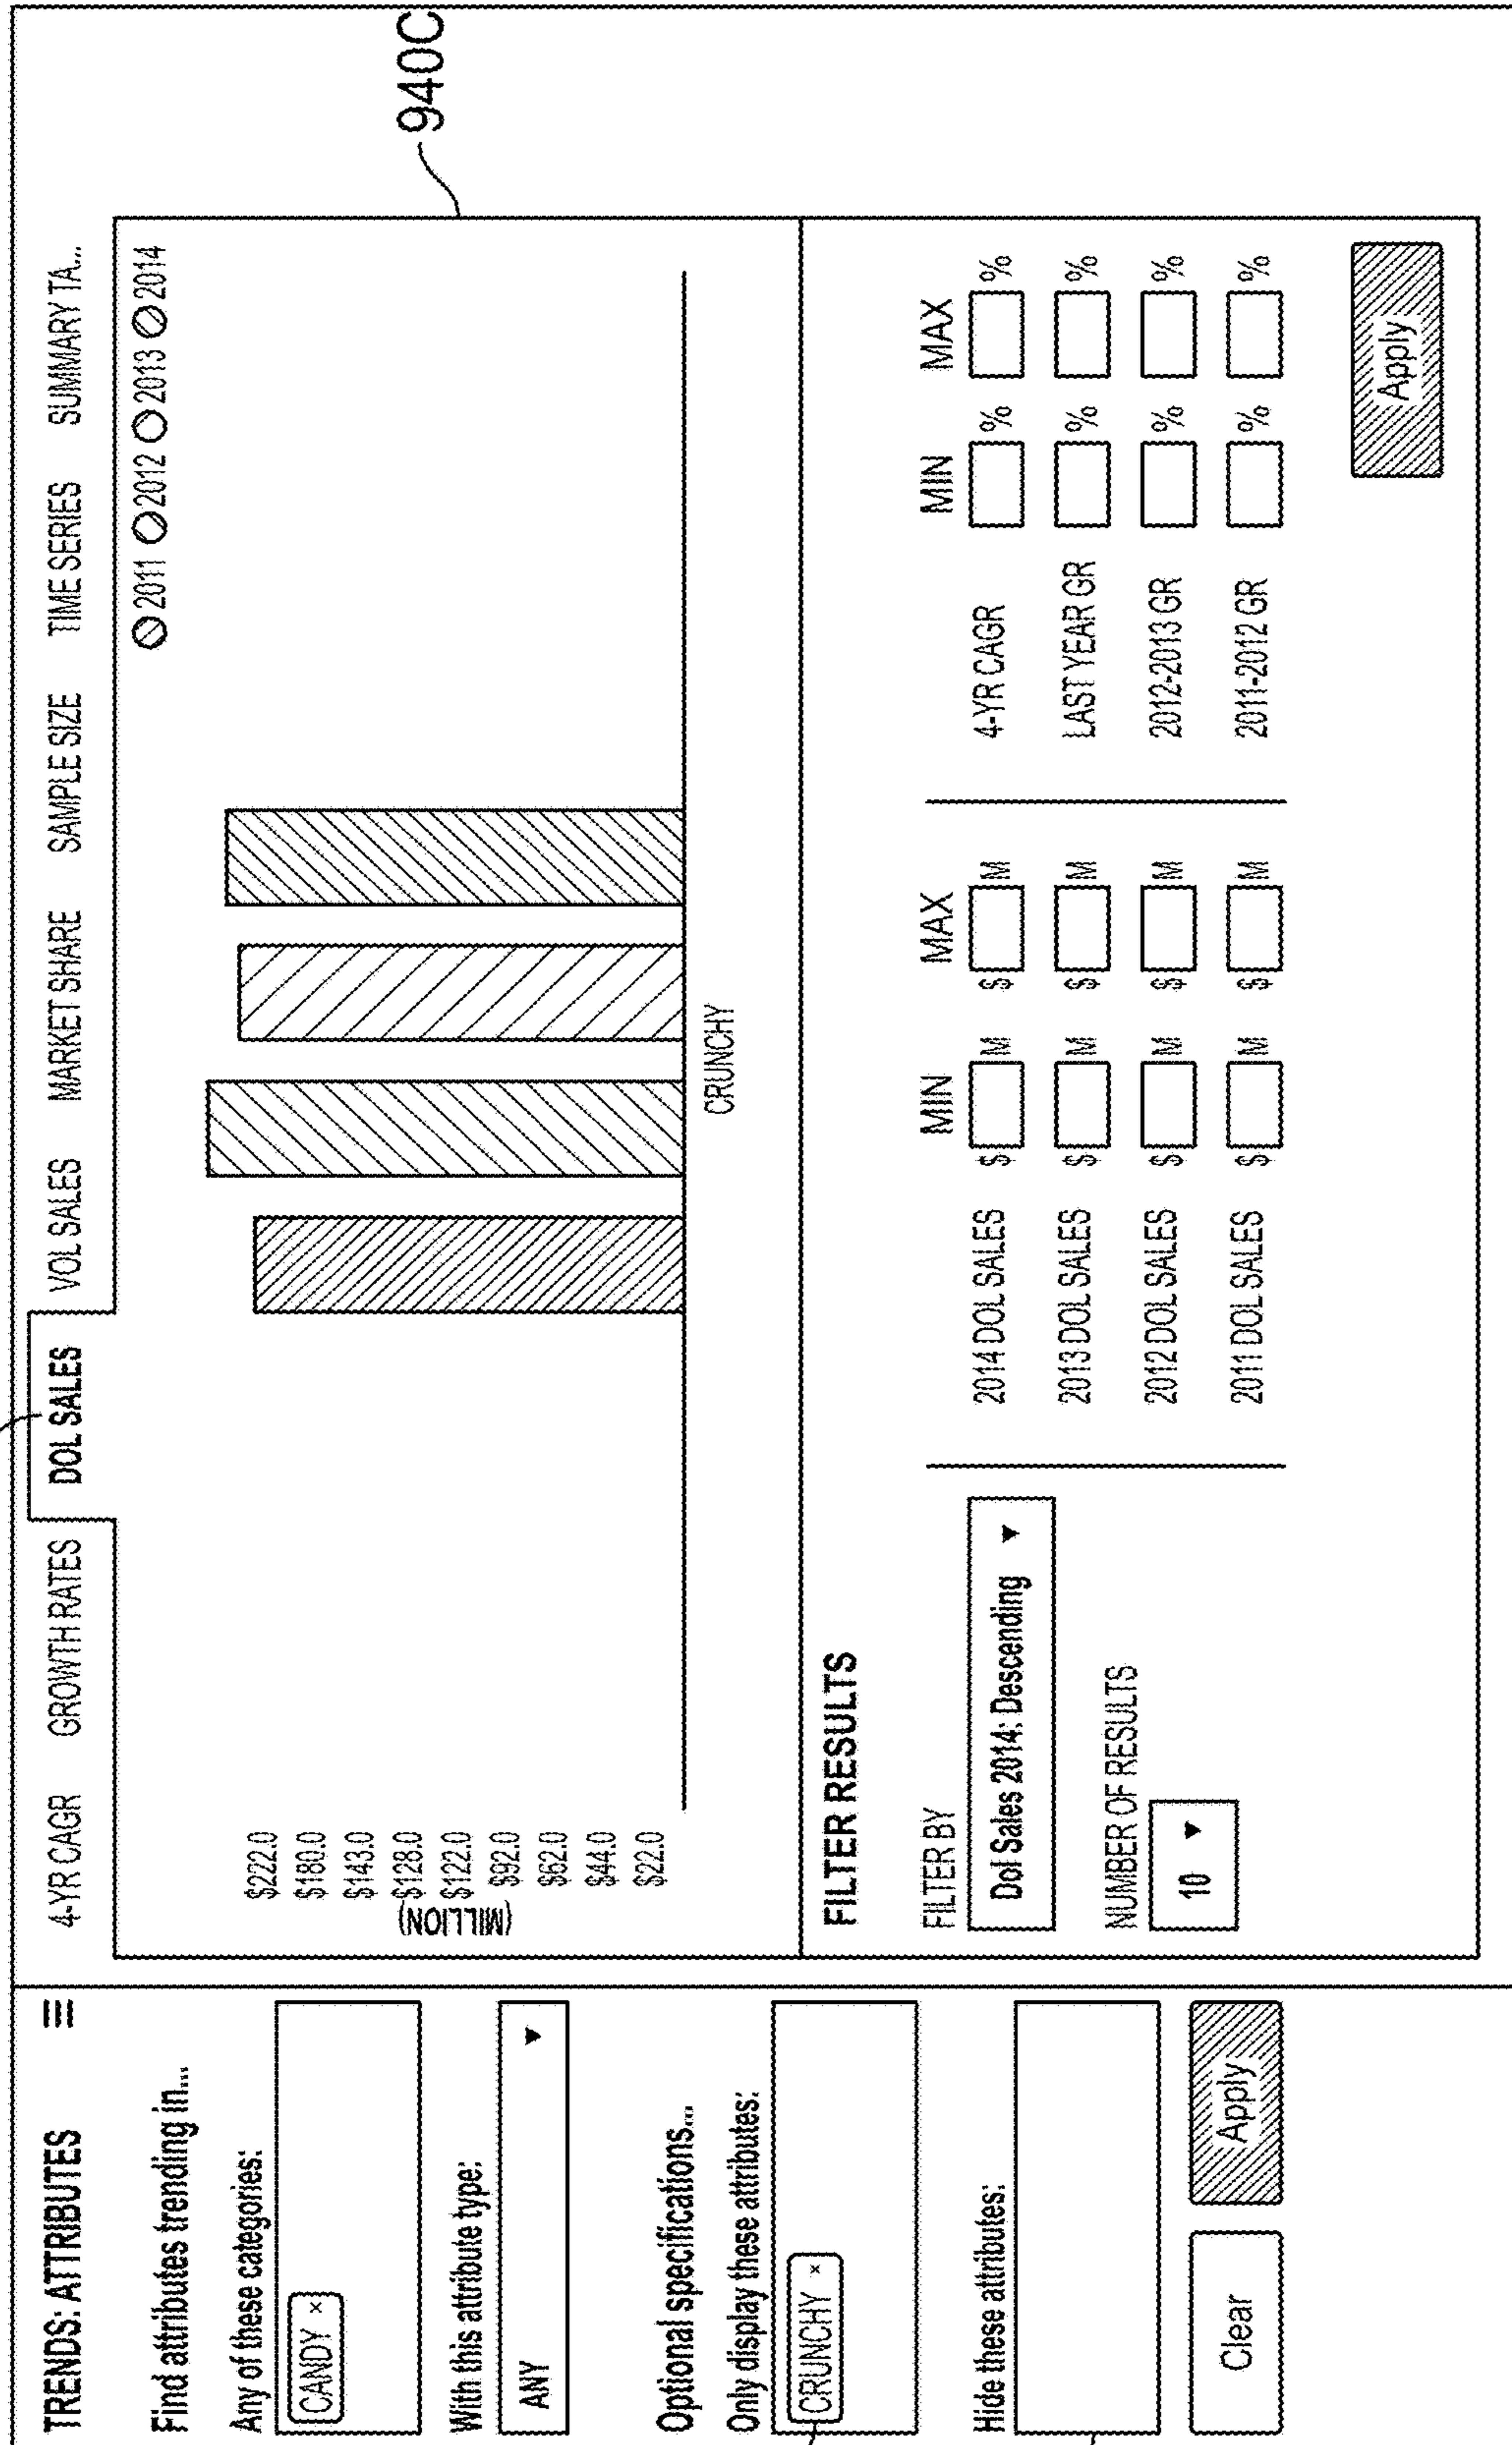 TRENDS: ATTRIBUTES
Find attributes trending in...
Any of these categories:
CANDY ×
With this attribute type:
ANY ▼
Optional specifications...
Only display these attributes:
CRUNCHY ×
Hide these attributes:
Clear
Apply
4-YR CAGR GROWTH RATES DOL SALES VOL SALES MARKET SHARE SAMPLE SIZE TIME SERIES SUMMARY TA...
2011 2012 2013 2014
(MILLION)
$222.0
$180.0
$143.0
$128.0
$122.0
$92.0
$62.0
$44.0
$22.0
CRUNCHY
940C
FILTER RESULTS
FILTER BY
Dol Sales 2014: Descending ▼
NUMBER OF RESULTS
10 ▼
MIN MAX
2014 DOL SALES $ M $ M
2013 DOL SALES $ M $ M
2012 DOL SALES $ M $ M
2011 DOL SALES $ M $ M
MIN MAX
4-YR CAGR % %
LAST YEAR GR % %
2012-2013 GR % %
2011-2012 GR % %
Apply